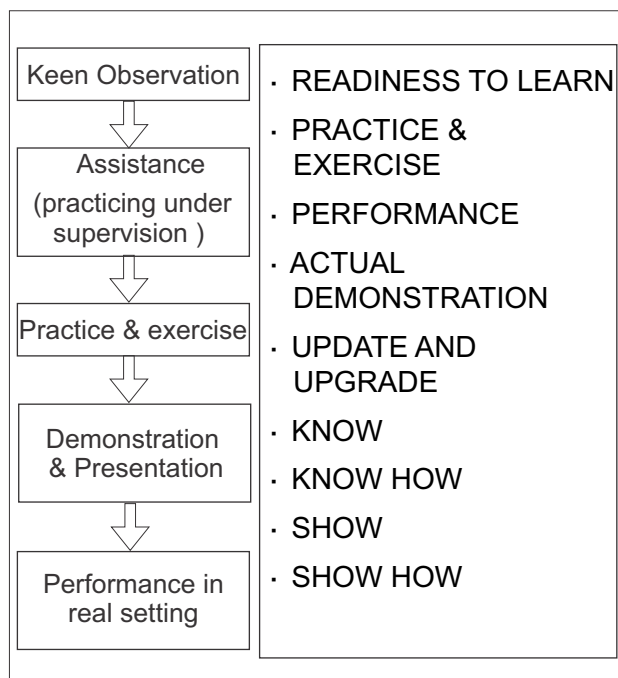 Keen Observation
Assistance
(practicing under
supervision )
Practice & exercise
Demonstration
& Presentation
Performance in
real setting
· READINESS TO LEARN
· PRACTICE &
EXERCISE
· PERFORMANCE
· ACTUAL
DEMONSTRATION
· UPDATE AND
UPGRADE
· KNOW
· KNOW HOW
· SHOW
· SHOW HOW